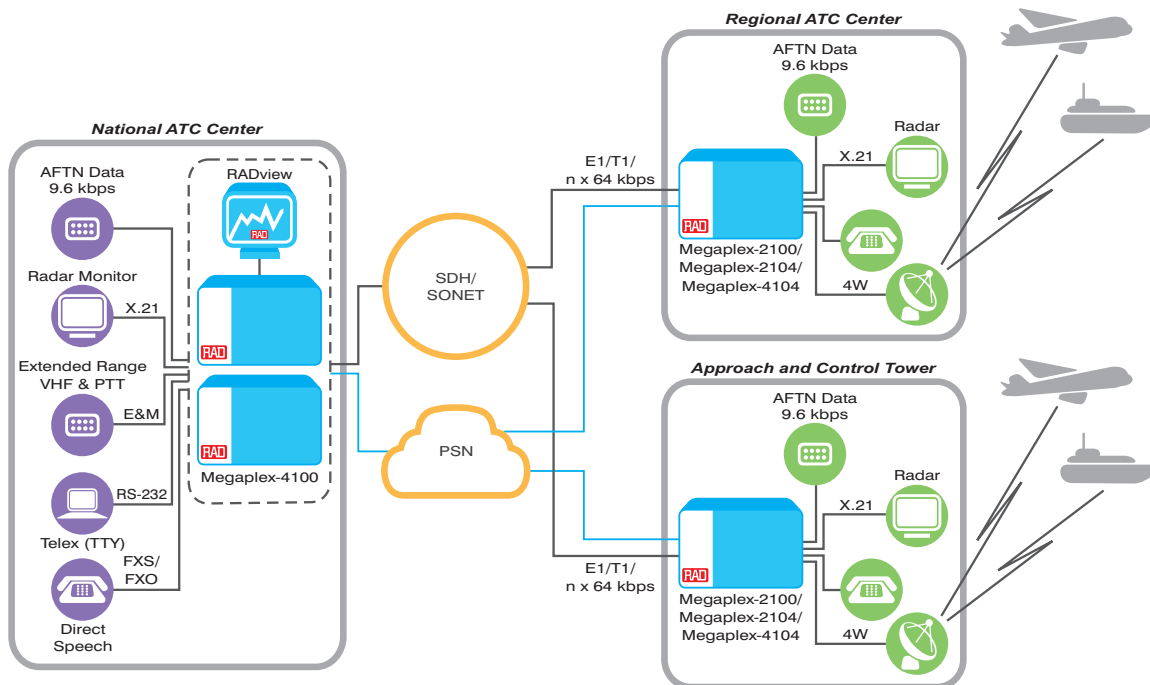 National ATC Center
AFTN Data
9.6 kbps
Radar Monitor
X.21
Extended Range
VHF & PTT
E&M
RS-232
Telex (TTY)
FXS/
FXO
Direct
Speech
RADview
RAD
RAD
RAD
Megaplex-4100
SDH/
SONET
PSN
E1/T1/
n x 64 kbps
E1/T1/
n x 64 kbps
Regional ATC Center
AFTN Data
9.6 kbps
Radar
X.21
RAD
Megaplex-2100/
Megaplex-2104/
Megaplex-4104
4W
Approach and Control Tower
AFTN Data
9.6 kbps
Radar
X.21
RAD
Megaplex-2100/
Megaplex-2104/
Megaplex-4104
4W